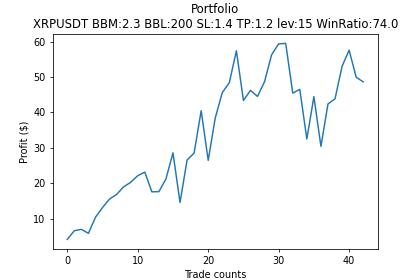 Portfolio
XRPUSDT BBM:2.3 BBL:200 SL:1.4 TP:1.2 lev:15 WinRatio:74.0
60
50
40
30
20
10
Profit ($)
0 10 20 30 40
Trade counts